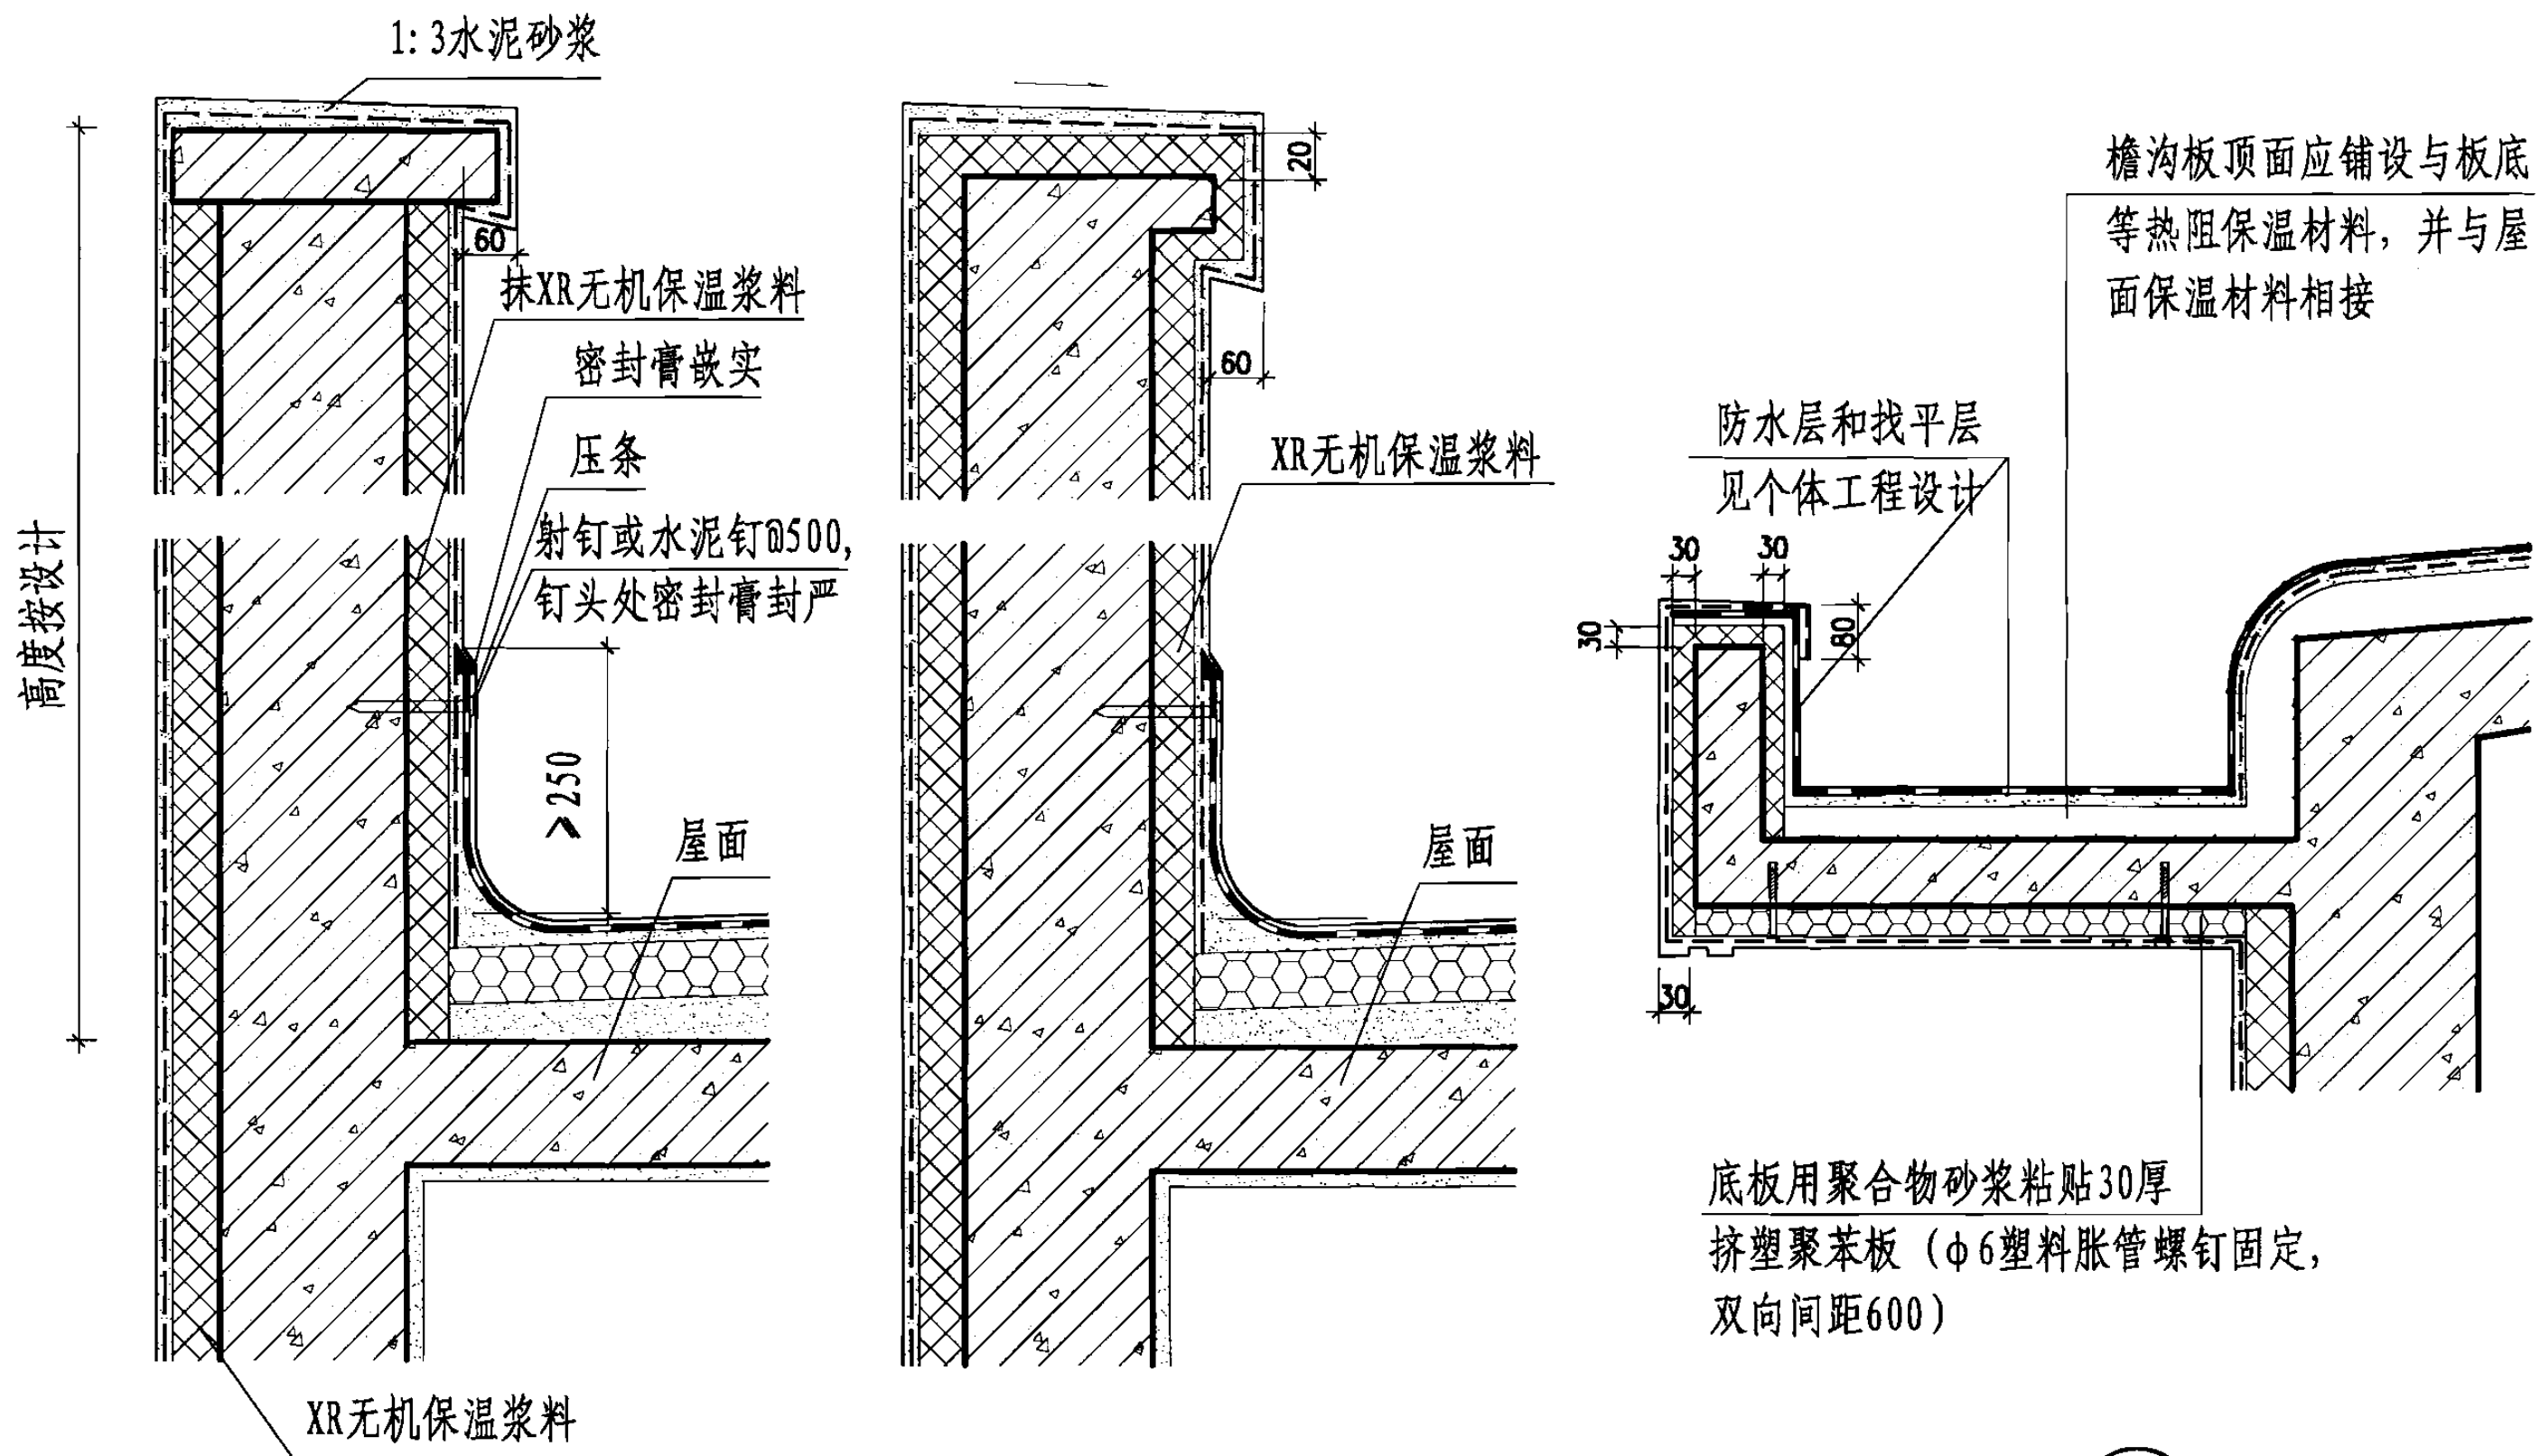 1:3水泥砂浆
60
抹XR无机保温浆料
密封膏嵌实
压条
射钉或水泥钉@500,
钉头处密封膏封严
高度按设计
≥250
屋面
XR无机保温浆料
20
60
XR无机保温浆料
屋面
檐沟板顶面应铺设与板底
等热阻保温材料，并与屋
面保温材料相接
防水层和找平层
见个体工程设计
30
30
30
80
30
底板用聚合物砂浆粘贴30厚
挤塑聚苯板（φ6塑料胀管螺钉固定，
双向间距600）